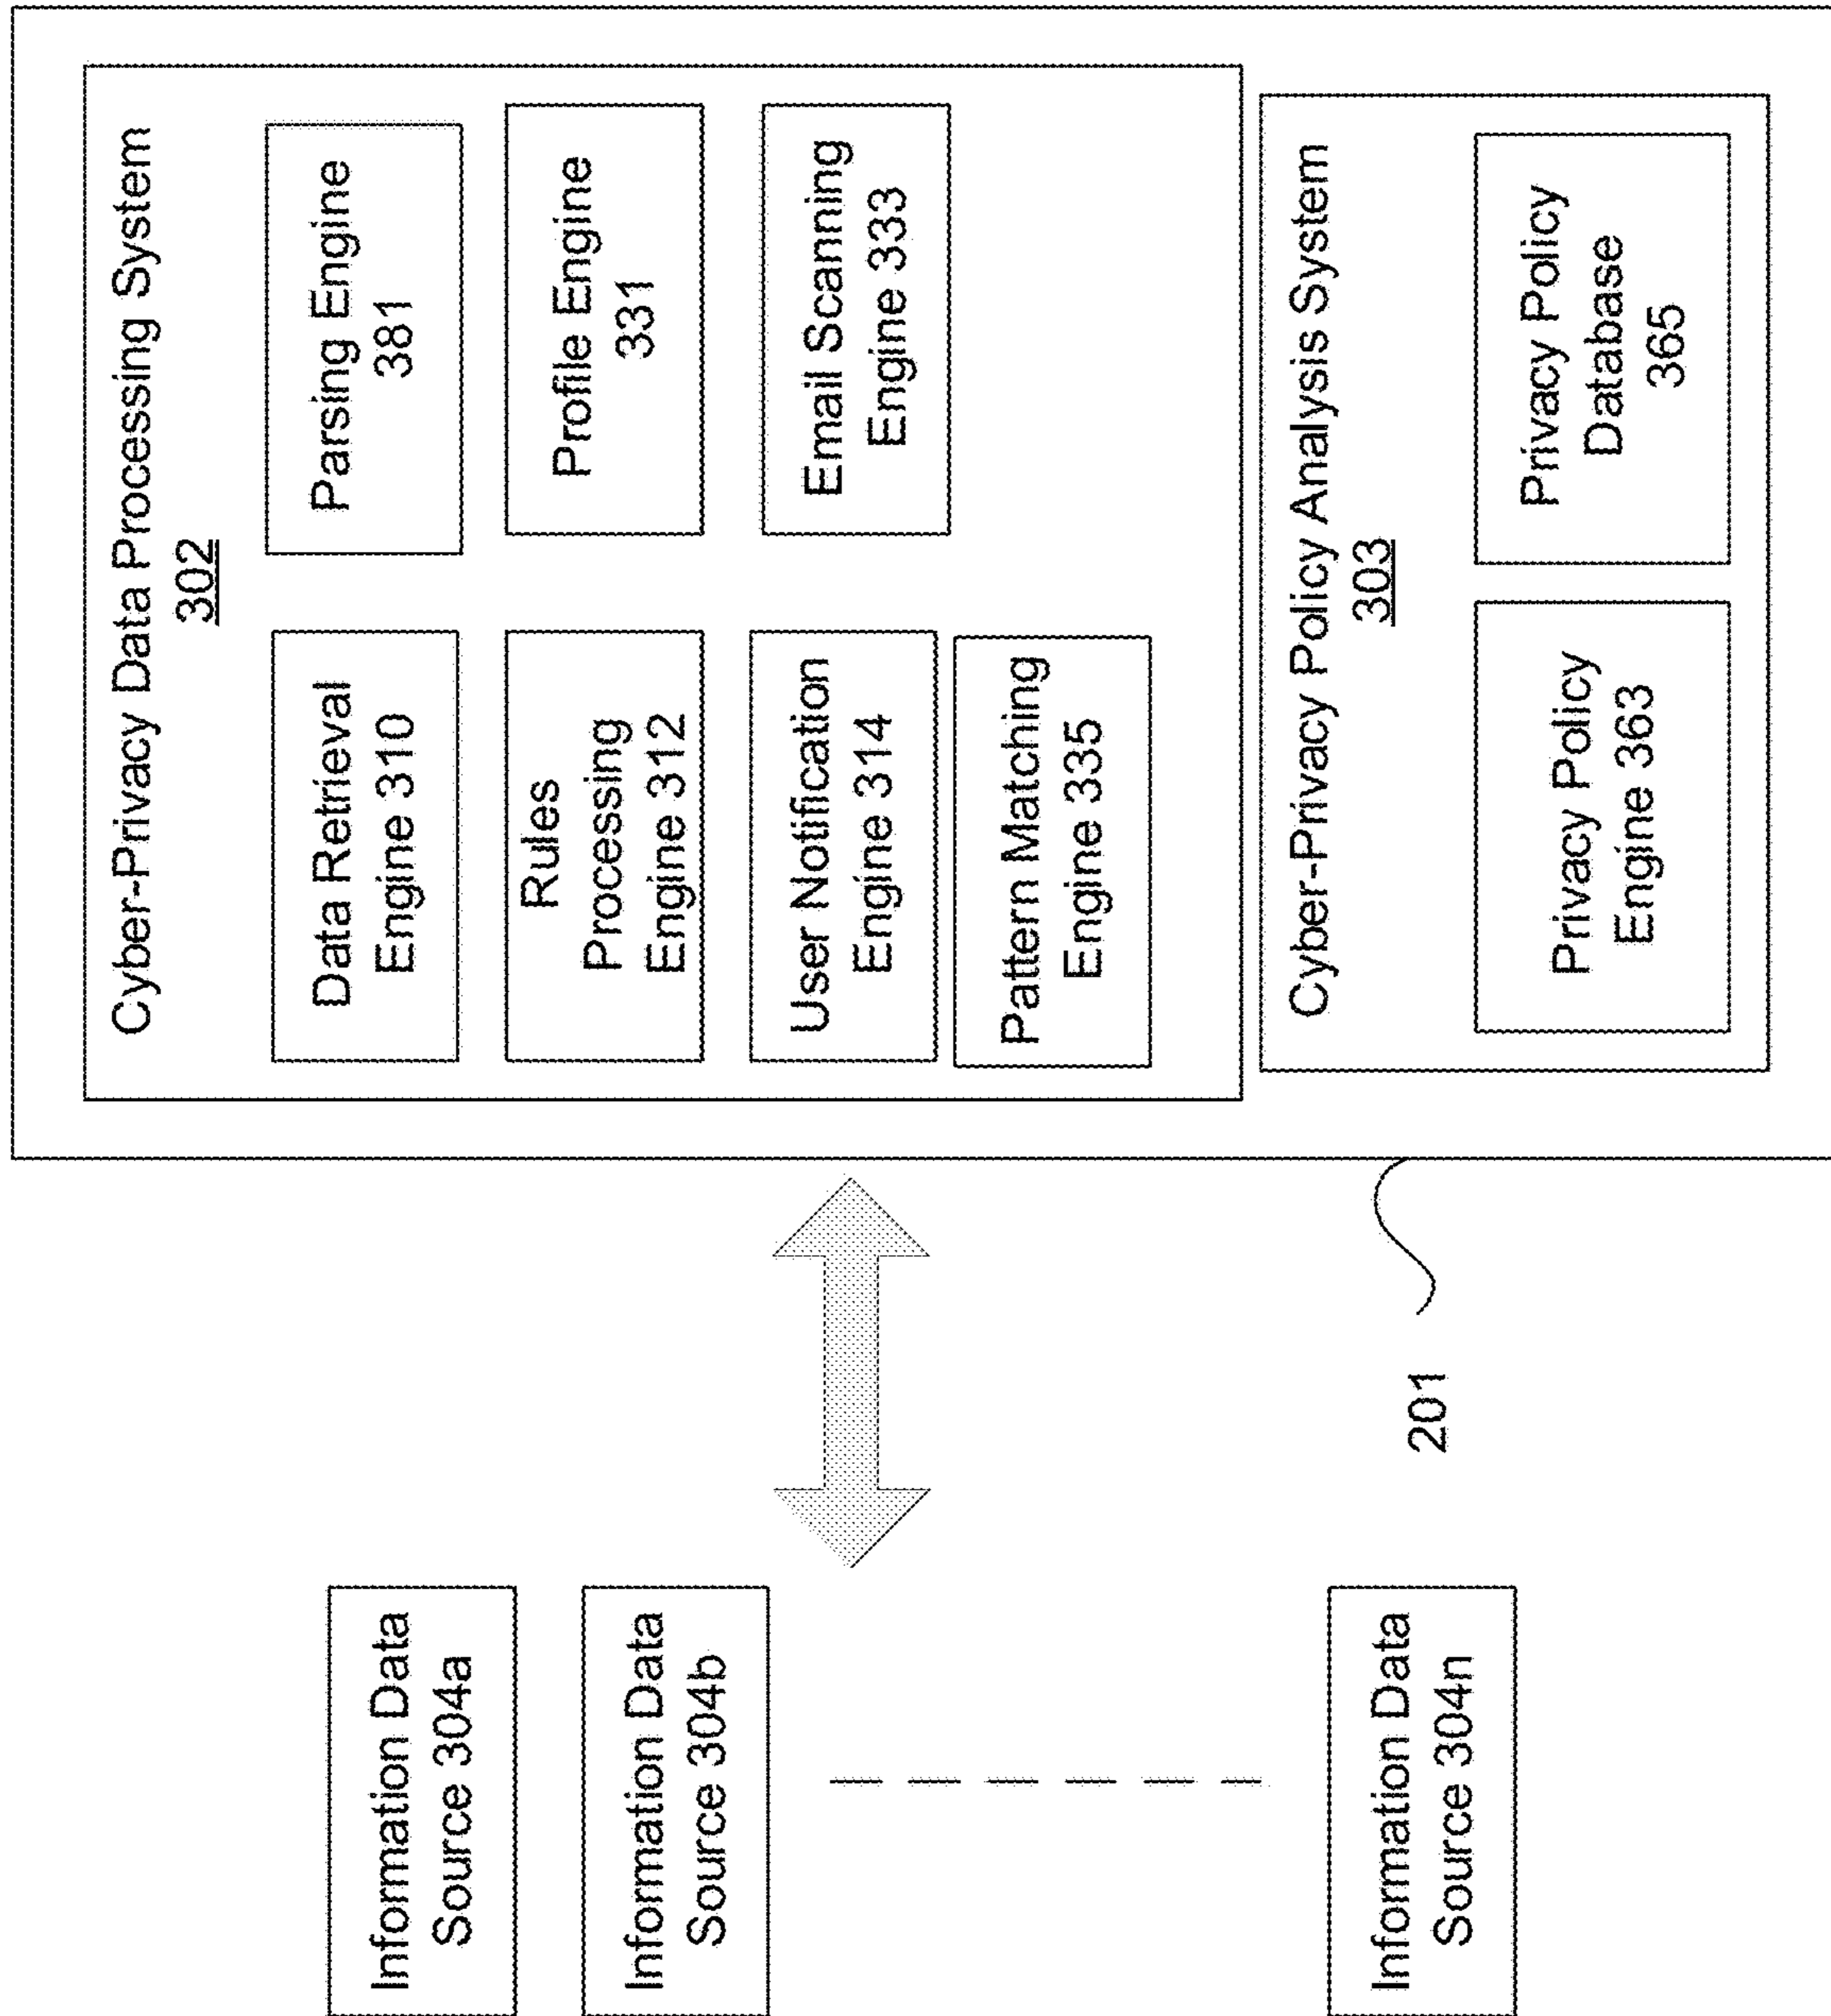 Information Data
Source 304a
Information Data
Source 304b
Information Data
Source 304n
201
Cyber-Privacy Data Processing System
302
Data Retrieval
Engine 310
Parsing Engine
381
Rules
Processing
Engine 312
Profile Engine
331
User Notification
Engine 314
Email Scanning
Engine 333
Pattern Matching
Engine 335
Cyber-Privacy Policy Analysis System
303
Privacy Policy
Engine 363
Privacy Policy
Database
365